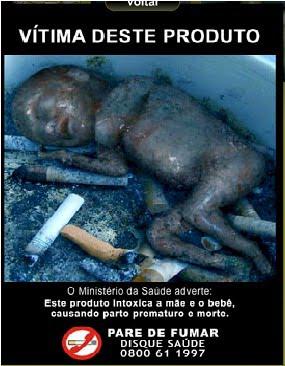 Voltar
VÍTIMA DESTE PRODUTO
O Ministério da Saúde adverte:
Este produto intoxica a mãe e o bebê,
causando parto prematuro e morte.
PARE DE FUMAR
DISQUE SAÚDE
0800 61 1997